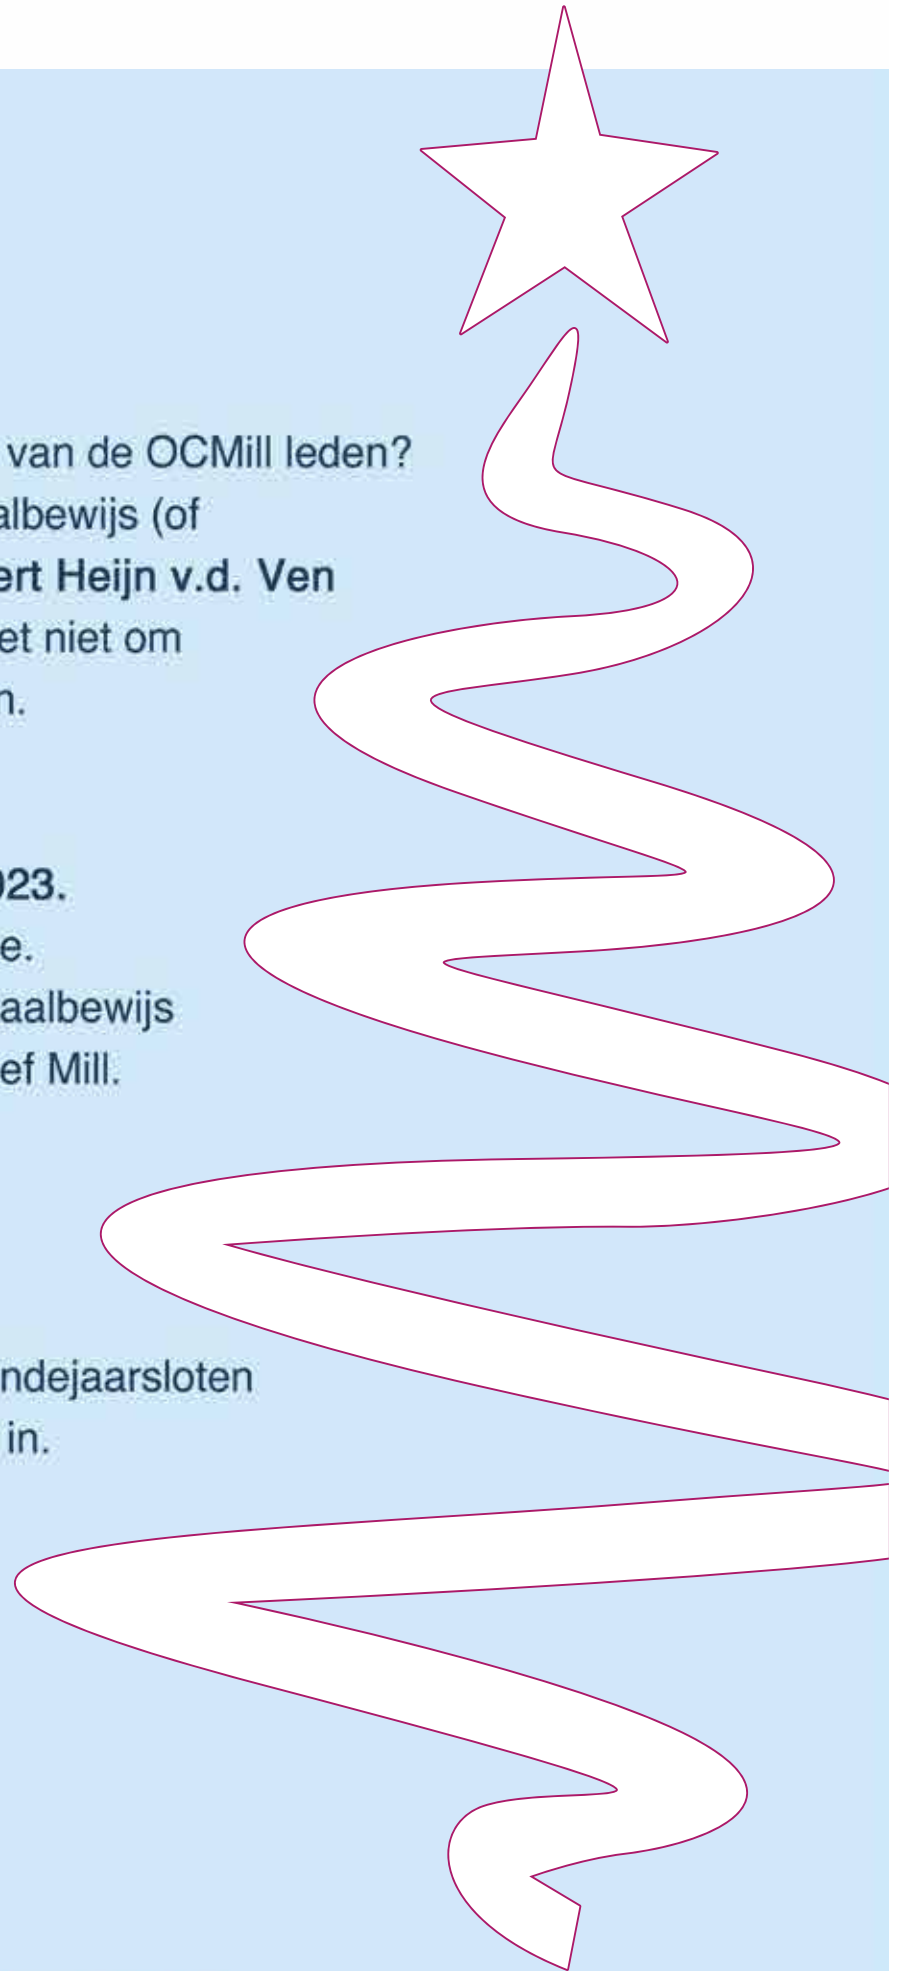 van de OCMill leden?
albewijs (of
ert Heijn v.d. Ven
et niet om
n.
023.
e.
aalbewijs
ef Mill.
ndejaarsloten
in.